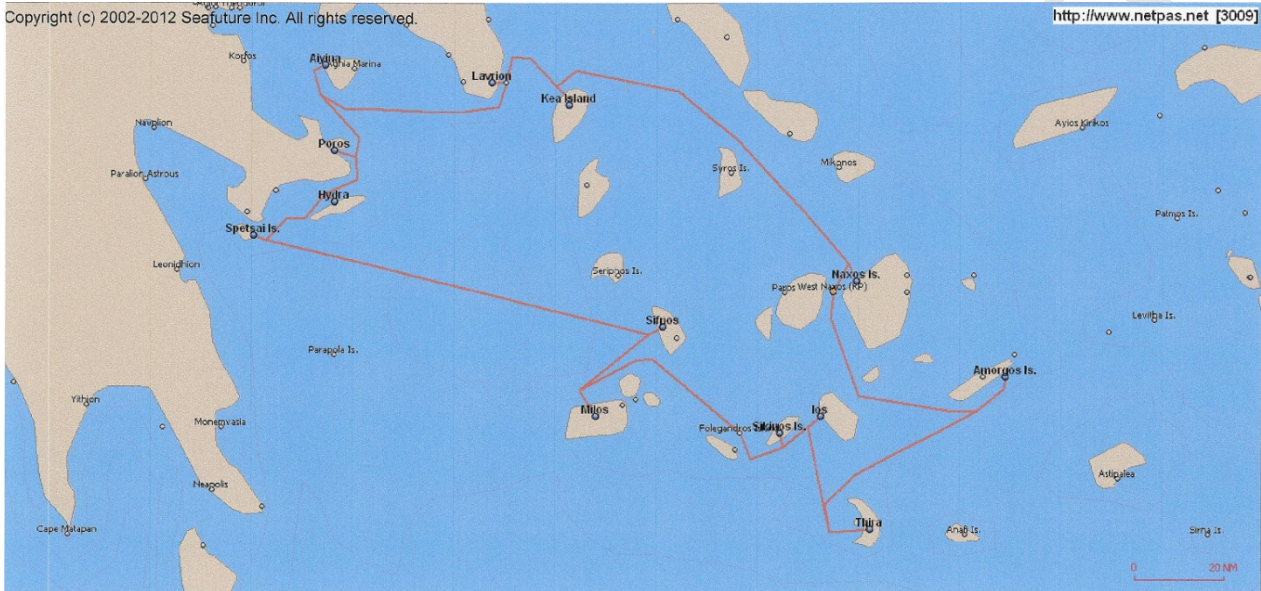 Copyright (c) 2002-2012 Seafuture Inc. All rights reserved.
http://www.netpas.net [3009]
Korfos
Aiyina
Aghia Marina
Lavrion
Kea Island
Navplion
Ayios Kirikos
Poros
Mikonos
Syros Is.
Paralion Astrous
Hydra
Patmos Is.
Spetsai Is.
Leonidhion
Seriphos Is.
Naxos Is.
Paros
West Naxos (RP)
Sifnos
Levitha Is.
Parapola Is.
Amorgos Is.
Yithion
Milos
Ios
Monemvasia
Folegandros
Sikinos Is.
Astipalea
Neapolis
Cape Matapan
Thira
Anafi Is.
Sirna Is.
0 20 NM